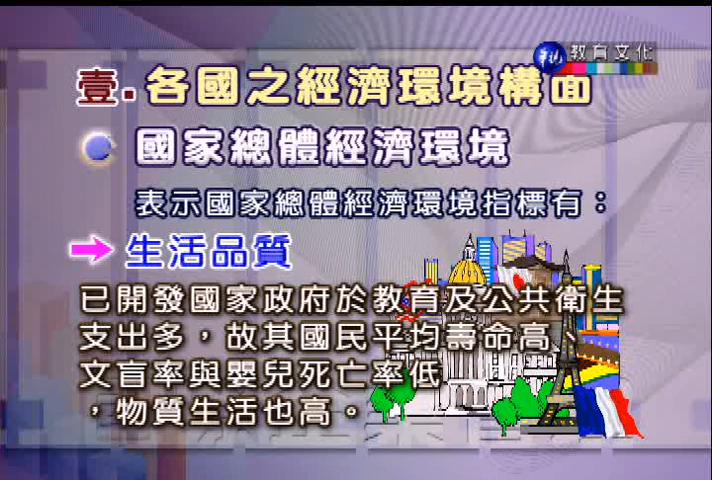 教育文化
壹.各國之經濟環境構面
國家總體經濟環境
表示國家總體經濟環境指標有：
生活品質
已開發國家政府於教育及公共衛生
支出多，故其國民平均壽命高、
文盲率與嬰兒死亡率低
，物質生活也高。